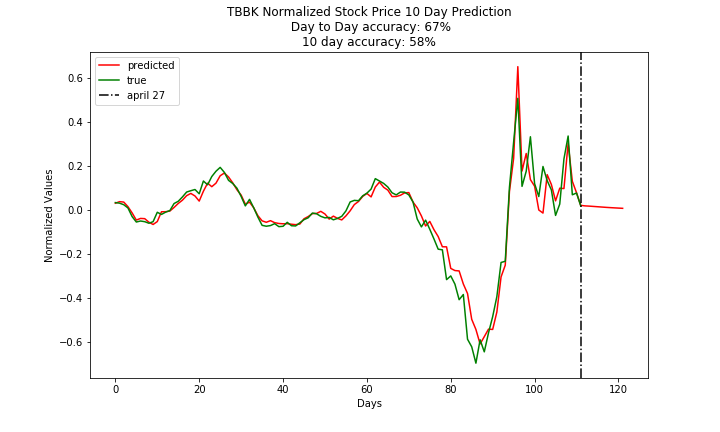 TBBK Normalized Stock Price 10 Day Prediction
Day to Day accuracy: 67%
10 day accuracy: 58%
predicted
true
april 27
Normalized Values
0.6
0.4
0.2
0.0
−0.2
−0.4
−0.6
0 20 40 60 80 100 120
Days